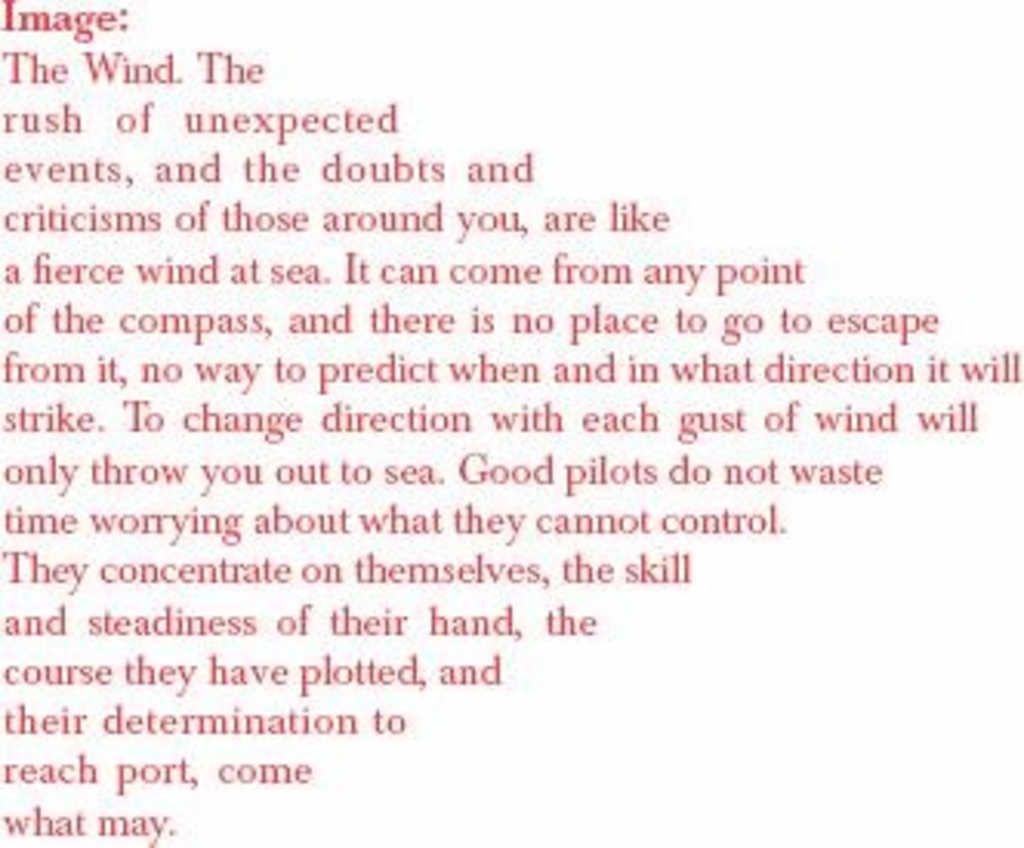 Image:
The Wind. The
rush of unexpected
events, and the doubts and
criticisms of those around you, are like
a fierce wind at sea. It can come from any point
of the compass, and there is no place to go to escape
from it, no way to predict when and in what direction it will
strike. To change direction with each gust of wind will
only throw you out to sea. Good pilots do not waste
time worrying about what they cannot control.
They concentrate on themselves, the skill
and steadiness of their hand, the
course they have plotted, and
their determination to
reach port, come
what may.